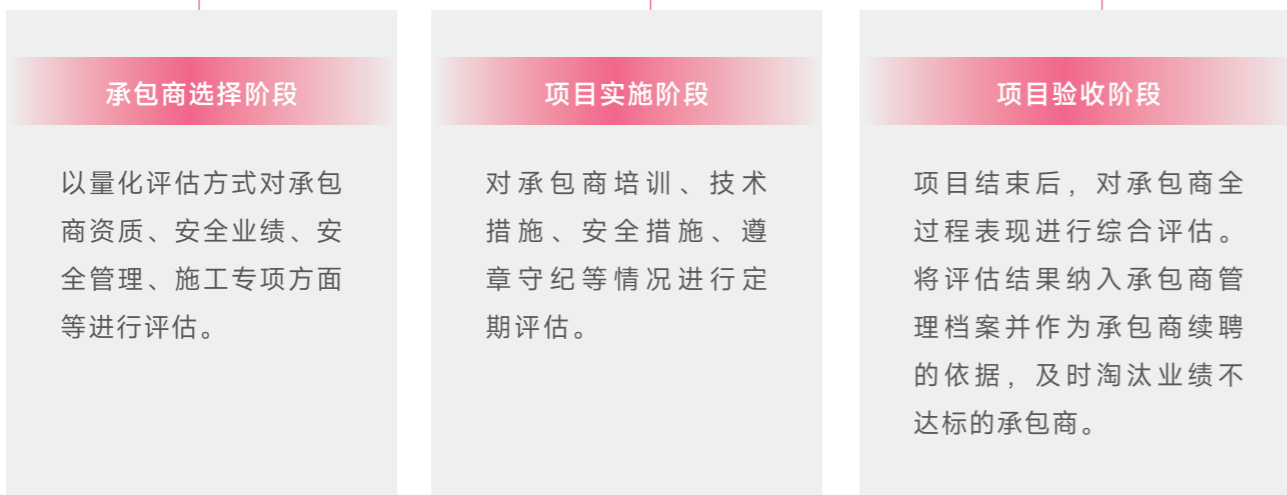 承包商选择阶段
以量化评估方式对承包
商资质、安全业绩、安
全管理、施工专项方面
等进行评估。
项目实施阶段
对承包商培训、技术
措施、安全措施、遵
章守纪等情况进行定
期评估。
项目验收阶段
项目结束后，对承包商全
过程表现进行综合评估。
将评估结果纳入承包商管
理档案并作为承包商续聘
的依据，及时淘汰业绩不
达标的承包商。